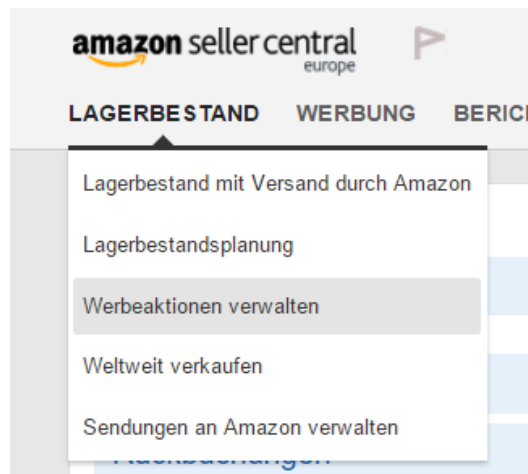 amazon seller central
europe
LAGERBESTAND WERBUNG
Lagerbestand mit Versand durch Amazon
Lagerbestandsplanung
Werbeaktionen verwalten
Weltweit verkaufen
Sendungen an Amazon verwalten